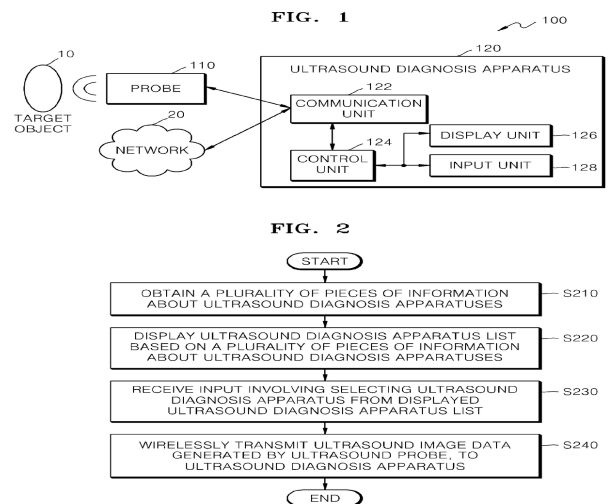 FIG. 1
100
10
110
120
PROBE
ULTRASOUND DIAGNOSIS APPARATUS
122
COMMUNICATION
UNIT
TARGET
OBJECT
20
NETWORK
124
CONTROL
UNIT
DISPLAY UNIT
126
INPUT UNIT
128
FIG. 2
START
OBTAIN A PLURALITY OF PIECES OF INFORMATION
ABOUT ULTRASOUND DIAGNOSIS APPARATUSES
S210
DISPLAY ULTRASOUND DIAGNOSIS APPARATUS LIST
BASED ON A PLURALITY OF PIECES OF INFORMATION
ABOUT ULTRASOUND DIAGNOSIS APPARATUSES
S220
RECEIVE INPUT INVOLVING SELECTING ULTRASOUND
DIAGNOSIS APPARATUS FROM DISPLAYED
ULTRASOUND DIAGNOSIS APPARATUS LIST
S230
WIRELESSLY TRANSMIT ULTRASOUND IMAGE DATA
GENERATED BY ULTRASOUND PROBE, TO
ULTRASOUND DIAGNOSIS APPARATUS
S240
END